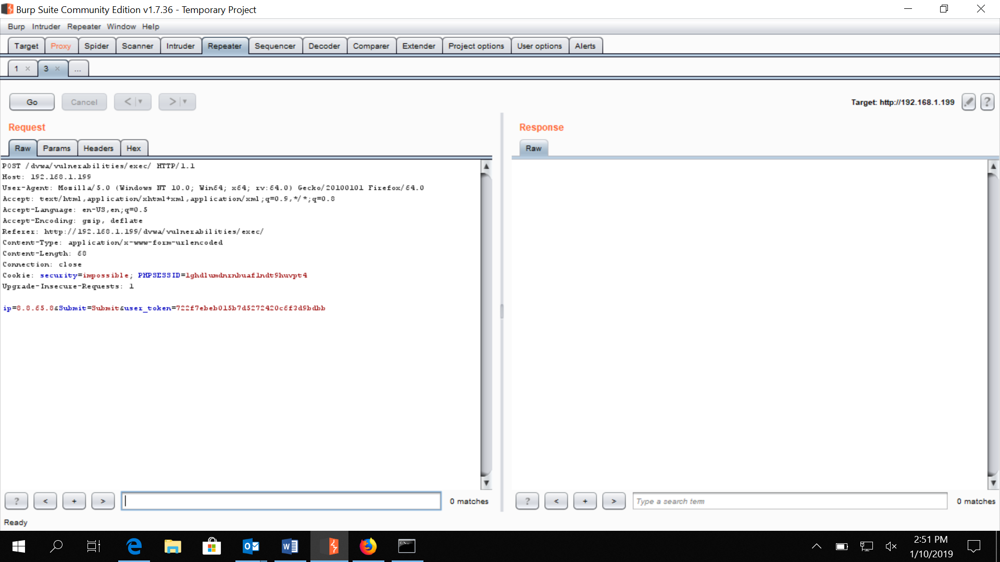 Burp Suite Community Edition v1.7.36 - Temporary Project
Burp Intruder Repeater Window Help
Target Proxy Spider Scanner Intruder Repeater Sequencer Decoder Comparer Extender Project options User options Alerts
1 × 3 × ...
Go Cancel < > Target: http://192.168.1.199 ?
Request
Raw Params Headers Hex
POST /dvwa/vulnerabilities/exec/ HTTP/1.1
Host: 192.168.1.199
User-Agent: Mozilla/5.0 (Windows NT 10.0; Win64; x64; rv:64.0) Gecko/20100101 Firefox/64.0
Accept: text/html,application/xhtml+xml,application/xml;q=0.9,*/*;q=0.8
Accept-Language: en-US,en;q=0.5
Accept-Encoding: gzip, deflate
Referer: http://192.168.1.199/dvwa/vulnerabilities/exec/
Content-Type: application/x-www-form-urlencoded
Content-Length: 68
Connection: close
Cookie: security=impossible; PHPSESSID=lghdlumdnrnbuaflndt9huvpt4
Upgrade-Insecure-Requests: 1
ip=8.8.65.8&Submit=Submit&user_token=722f7ebeb015b7d5272420c6f3d9bdbb
? < + > 0 matches
Response
Raw
? < + > Type a search term 0 matches
Ready
2:51 PM
1/10/2019